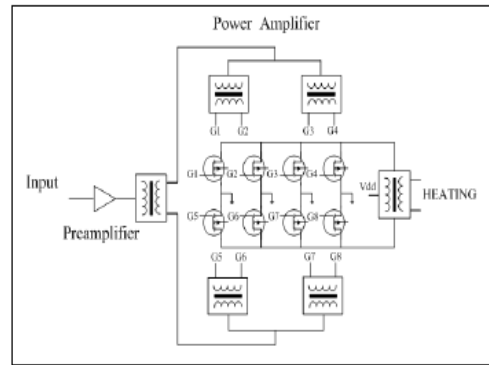 Power Amplifier
G1 G2 G3 G4
G1 G2 G3 G4
Input Vdd HEATING
Preamplifier
G5 G6 G7 G8
G5 G6 G7 G8